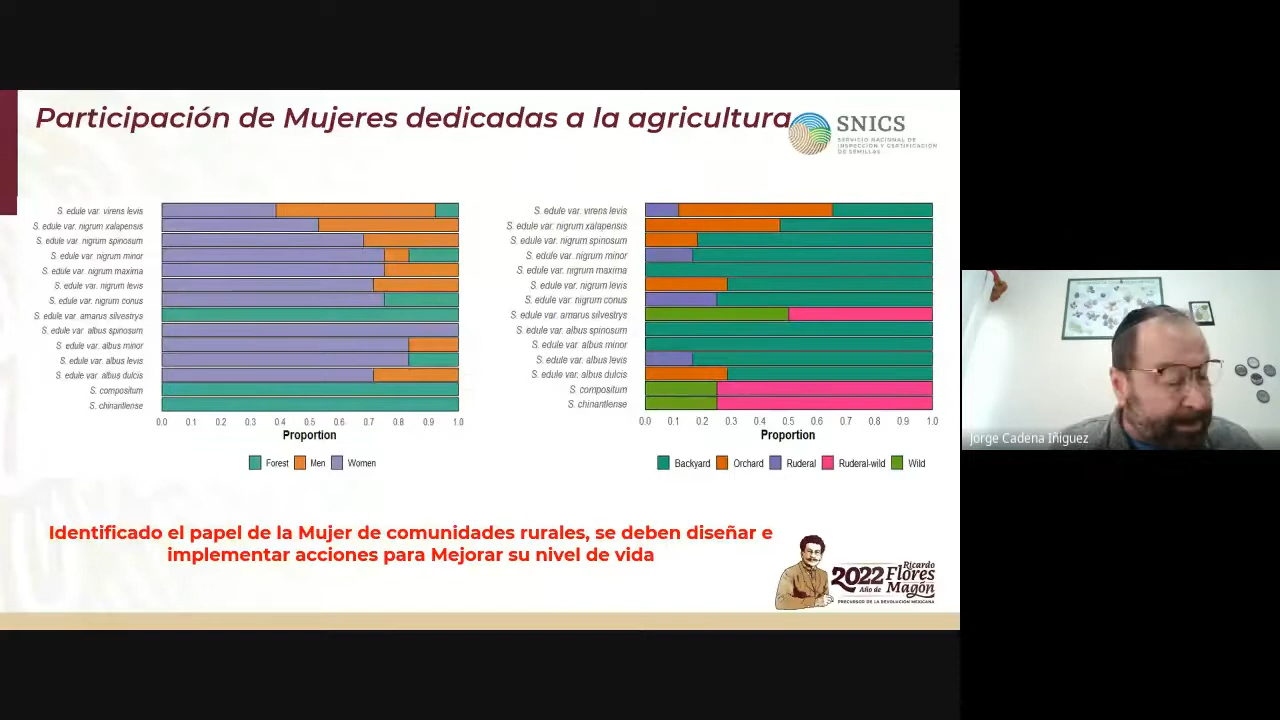 Participación de Mujeres dedicadas a la agricultura
SNICS
SERVICIO NACIONAL DE
INSPECCIÓN Y CERTIFICACIÓN
DE SEMILLAS
S. edule var. virens levis
S. edule var. nigrum xalapensis
S. edule var. nigrum spinosum
S. edule var. nigrum minor
S. edule var. nigrum maxima
S. edule var. nigrum levis
S. edule var. nigrum conus
S. edule var. amarus silvestrys
S. edule var. albus spinosum
S. edule var. albus minor
S. edule var. albus levis
S. edule var. albus dulcis
S. compositum
S. chinantlense
0.0 0.1 0.2 0.3 0.4 0.5 0.6 0.7 0.8 0.9 1.0
Proportion
Forest Men Women
S. edule var. virens levis
S. edule var. nigrum xalapensis
S. edule var. nigrum spinosum
S. edule var. nigrum minor
S. edule var. nigrum maxima
S. edule var. nigrum levis
S. edule var. nigrum conus
S. edule var. amarus silvestrys
S. edule var. albus spinosum
S. edule var. albus minor
S. edule var. albus levis
S. edule var. albus dulcis
S. compositum
S. chinantlense
0.0 0.1 0.2 0.3 0.4 0.5 0.6 0.7 0.8 0.9 1.0
Proportion
Backyard Orchard Ruderal Ruderal-wild Wild
Identificado el papel de la Mujer de comunidades rurales, se deben diseñar e
implementar acciones para Mejorar su nivel de vida
2022 Ricardo
Año de Flores
Magón
PRECURSOR DE LA REVOLUCIÓN MEXICANA
Jorge Cadena Iñiguez